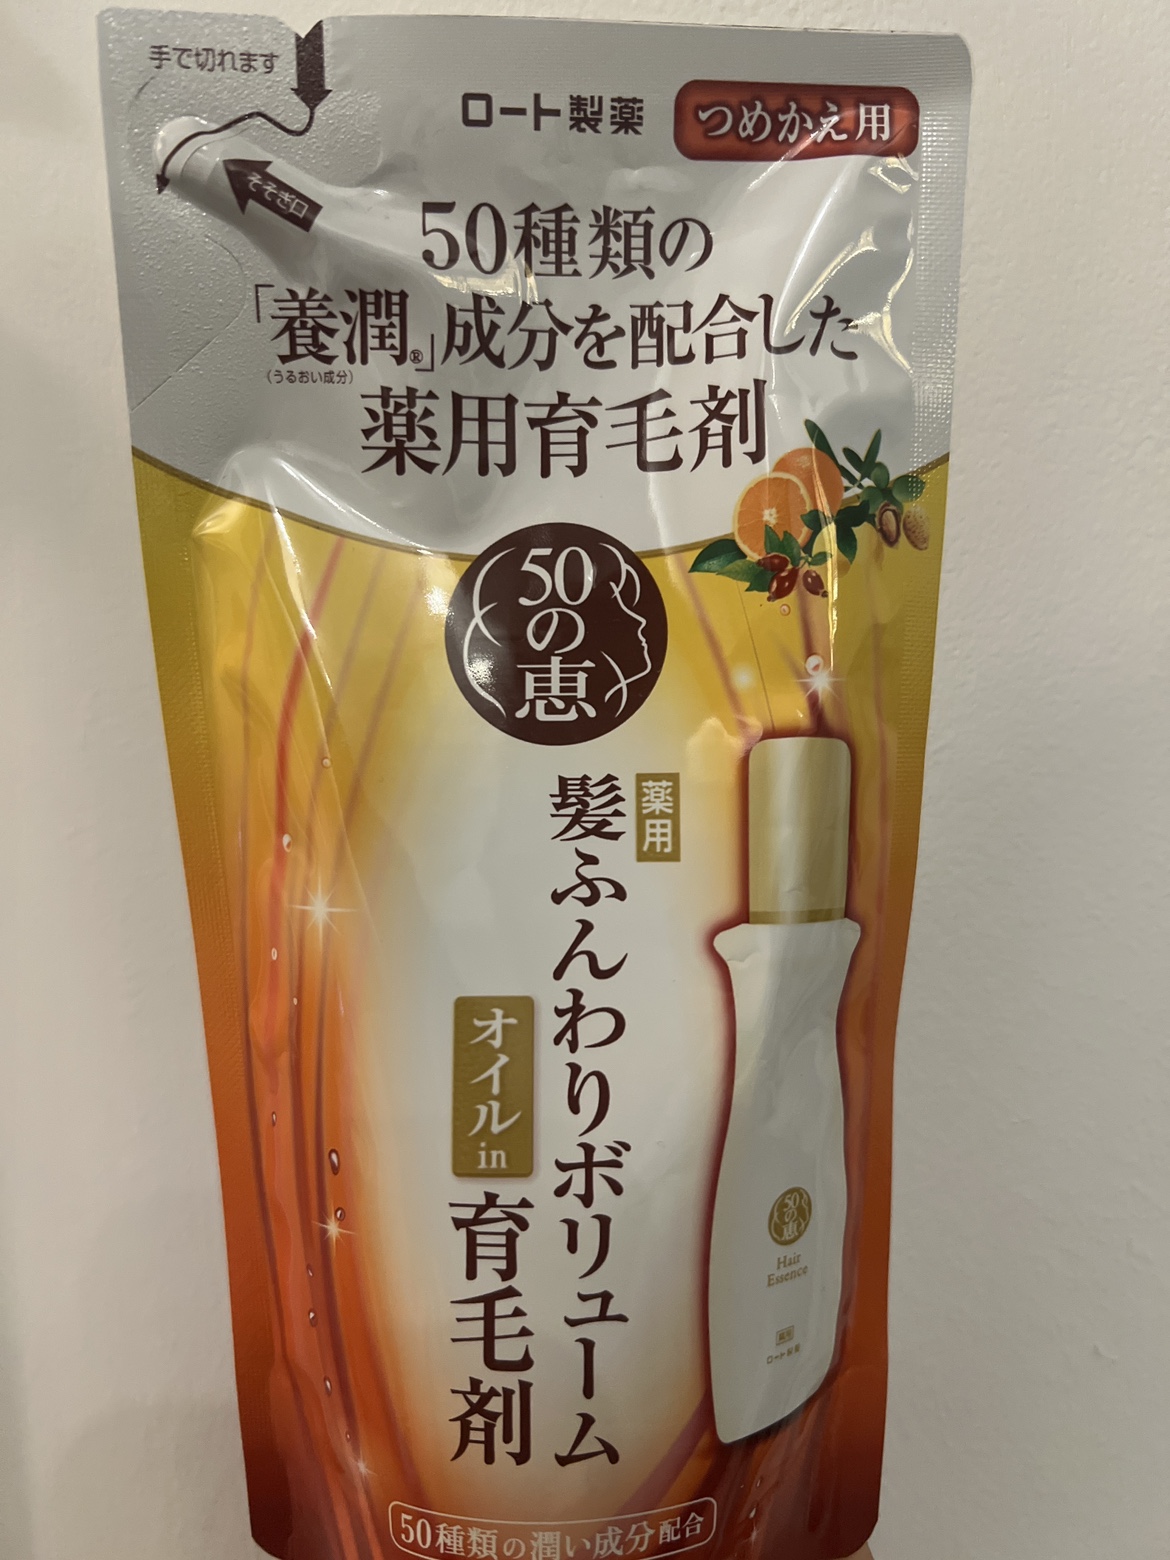 手で切れます
ロート製薬
つめかえ用
そそぎ口
50種類の
「養潤®」成分を配合した
(うるおい成分)
薬用育毛剤
50
の
恵
薬用
髪ふんわりボリューム
オイルin
育毛剤
50
の
恵
Hair
Essence
薬用
ロート製薬
50種類の潤い成分配合